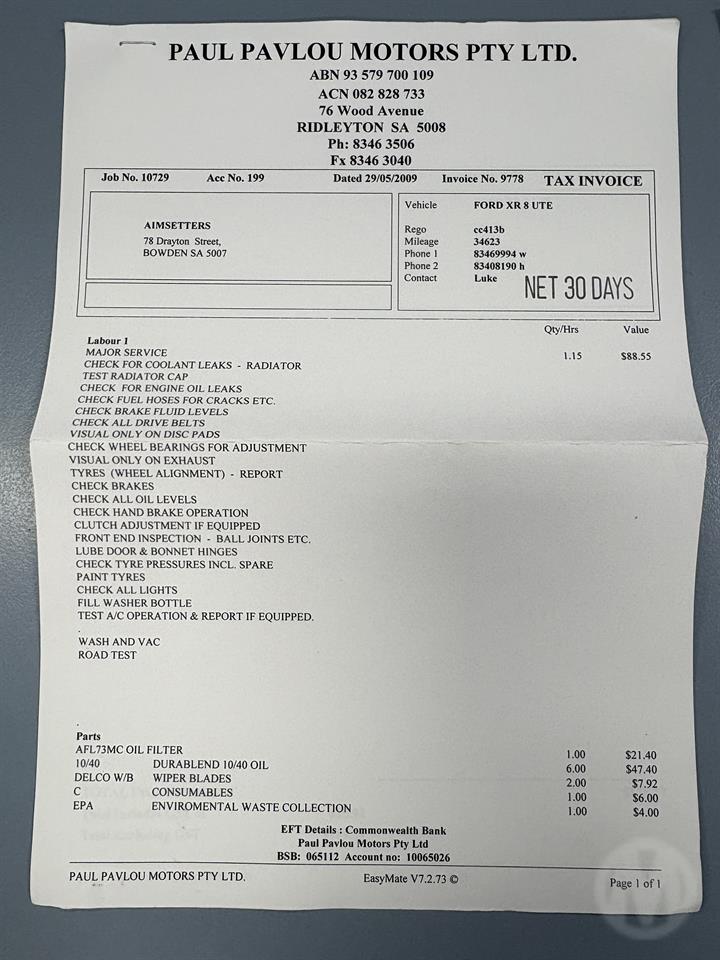 PAUL PAVLOU MOTORS PTY LTD.
ABN 93 579 700 109
ACN 082 828 733
76 Wood Avenue
RIDLEYTON SA 5008
Ph: 8346 3506
Fx 8346 3040
Job No. 10729 Acc No. 199 Dated 29/05/2009 Invoice No. 9778 TAX INVOICE
AIMSETTERS
78 Drayton Street,
BOWDEN SA 5007
Vehicle FORD XR 8 UTE
Rego cc413b
Mileage 34623
Phone 1 83469994 w
Phone 2 83408190 h
Contact Luke
NET 30 DAYS
Qty/Hrs Value
Labour 1
MAJOR SERVICE 1.15 $88.55
CHECK FOR COOLANT LEAKS - RADIATOR
TEST RADIATOR CAP
CHECK FOR ENGINE OIL LEAKS
CHECK FUEL HOSES FOR CRACKS ETC.
CHECK BRAKE FLUID LEVELS
CHECK ALL DRIVE BELTS
VISUAL ONLY ON DISC PADS
CHECK WHEEL BEARINGS FOR ADJUSTMENT
VISUAL ONLY ON EXHAUST
TYRES (WHEEL ALIGNMENT) - REPORT
CHECK BRAKES
CHECK ALL OIL LEVELS
CHECK HAND BRAKE OPERATION
CLUTCH ADJUSTMENT IF EQUIPPED
FRONT END INSPECTION - BALL JOINTS ETC.
LUBE DOOR & BONNET HINGES
CHECK TYRE PRESSURES INCL. SPARE
PAINT TYRES
CHECK ALL LIGHTS
FILL WASHER BOTTLE
TEST A/C OPERATION & REPORT IF EQUIPPED.
.
WASH AND VAC
ROAD TEST
.
Parts
AFL73MC OIL FILTER 1.00 $21.40
10/40 DURABLEND 10/40 OIL 6.00 $47.40
DELCO W/B WIPER BLADES 2.00 $7.92
C CONSUMABLES 1.00 $6.00
EPA ENVIROMENTAL WASTE COLLECTION 1.00 $4.00
EFT Details : Commonwealth Bank
Paul Pavlou Motors Pty Ltd
BSB: 065112 Account no: 10065026
PAUL PAVLOU MOTORS PTY LTD. EasyMate V7.2.73 © Page 1 of 1